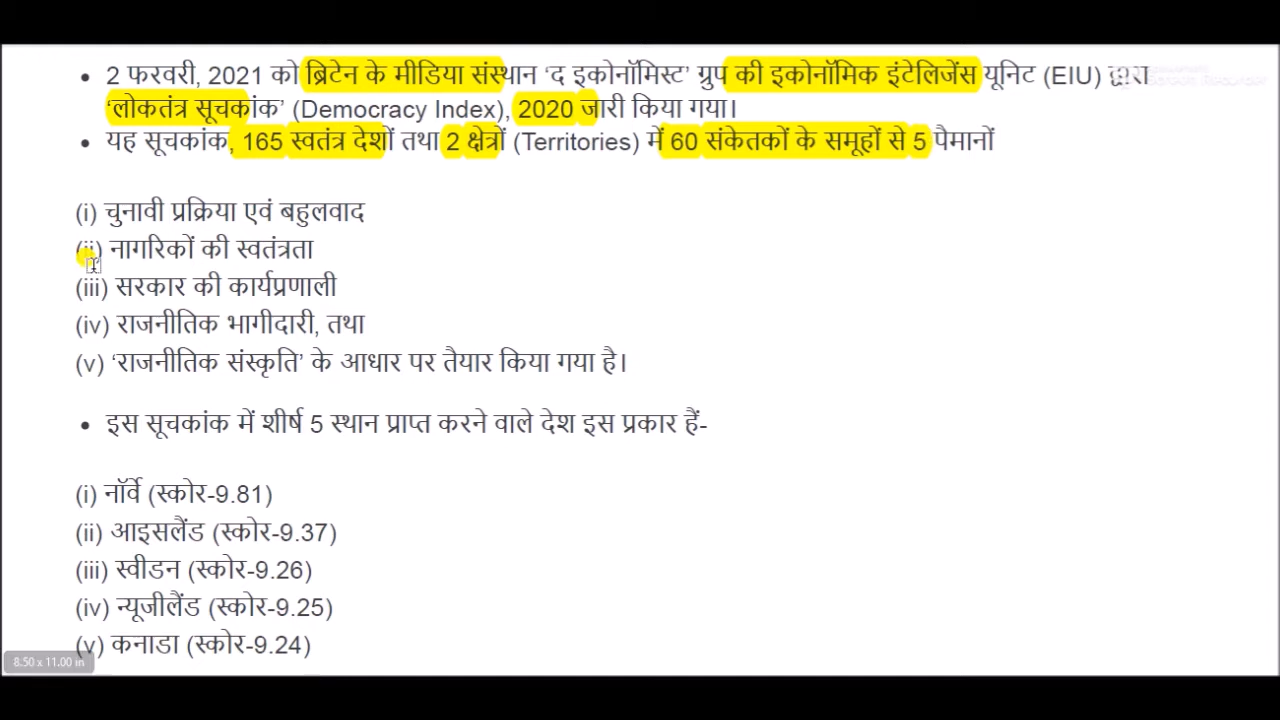 • 2 फरवरी, 2021 को ब्रिटेन के मीडिया संस्थान ‘द इकोनॉमिस्ट’ ग्रुप की इकोनॉमिक इंटेलिजेंस यूनिट (EIU) द्वारा
‘लोकतंत्र सूचकांक’ (Democracy Index), 2020 जारी किया गया।
• यह सूचकांक, 165 स्वतंत्र देशों तथा 2 क्षेत्रों (Territories) में 60 संकेतकों के समूहों से 5 पैमानों
(i) चुनावी प्रक्रिया एवं बहुलवाद
(ii) नागरिकों की स्वतंत्रता
(iii) सरकार की कार्यप्रणाली
(iv) राजनीतिक भागीदारी, तथा
(v) ‘राजनीतिक संस्कृति’ के आधार पर तैयार किया गया है।
• इस सूचकांक में शीर्ष 5 स्थान प्राप्त करने वाले देश इस प्रकार हैं-
(i) नॉर्वे (स्कोर-9.81)
(ii) आइसलैंड (स्कोर-9.37)
(iii) स्वीडन (स्कोर-9.26)
(iv) न्यूजीलैंड (स्कोर-9.25)
(v) कनाडा (स्कोर-9.24)
8.50 x 11.00 in